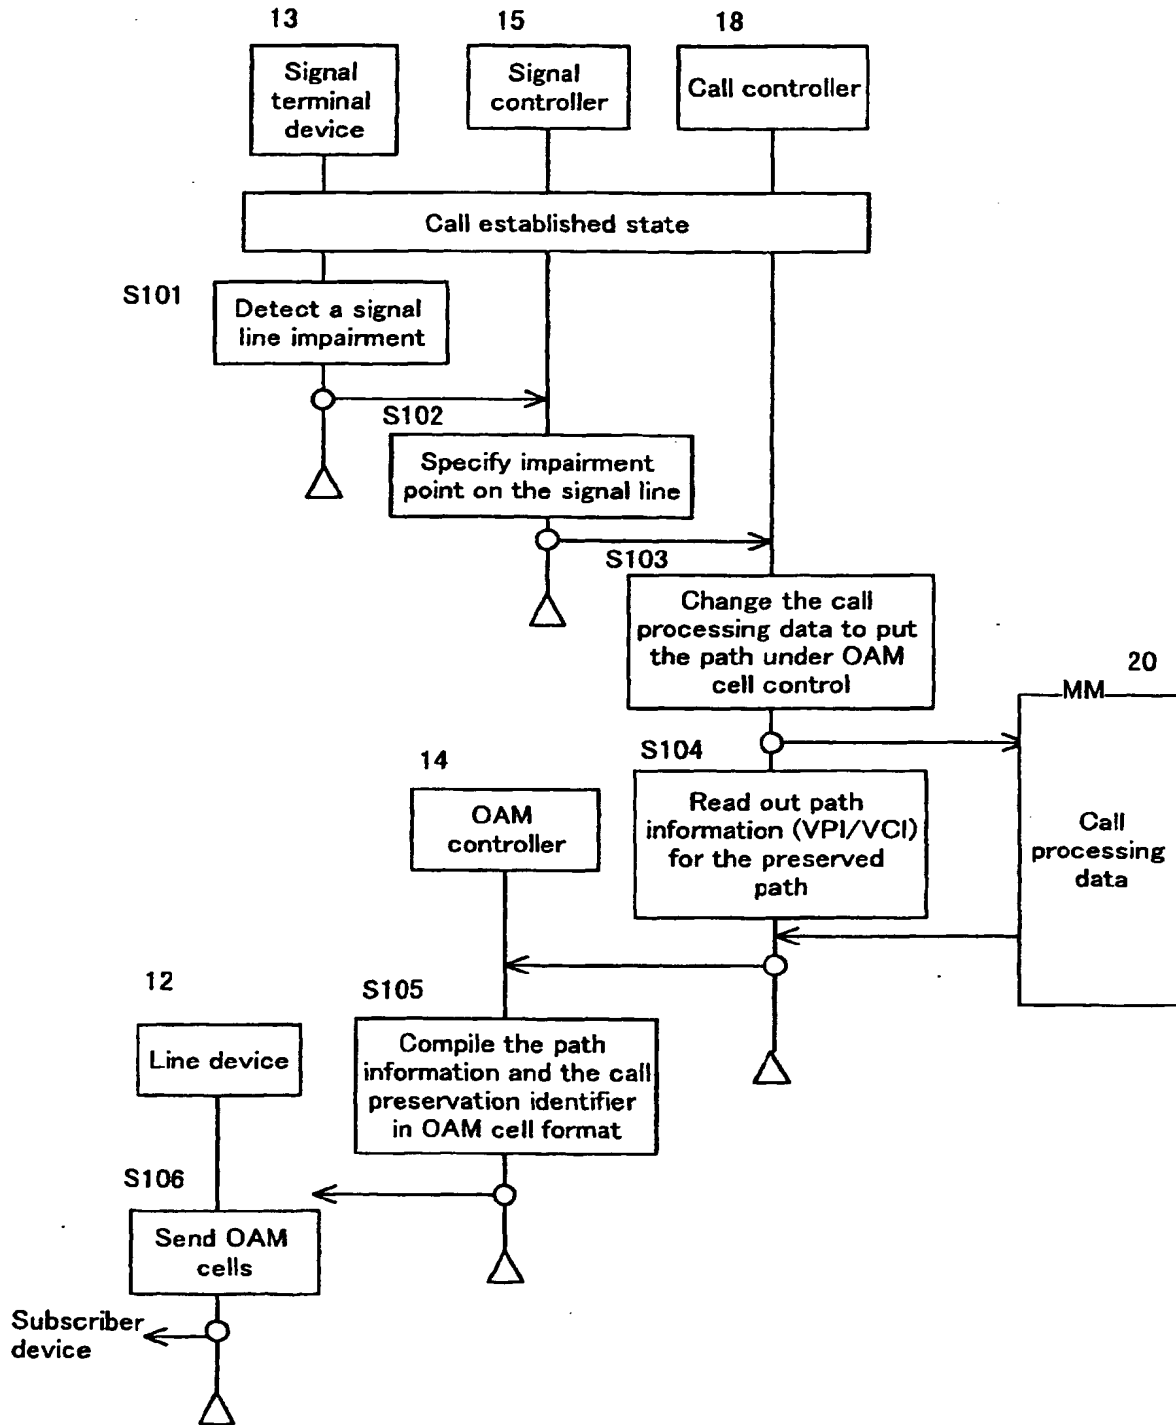 13
15
18
Signal
terminal
device
Signal
controller
Call controller
Call established state
S101
Detect a signal
line impairment
S102
Specify impairment
point on the signal line
S103
Change the call
processing data to put
the path under OAM
cell control
20
MM
S104
14
Read out path
information (VPI/VCI)
for the preserved
path
Call
processing
data
OAM
controller
12
S105
Line device
Compile the path
information and the call
preservation identifier
in OAM cell format
S106
Send OAM
cells
Subscriber
device